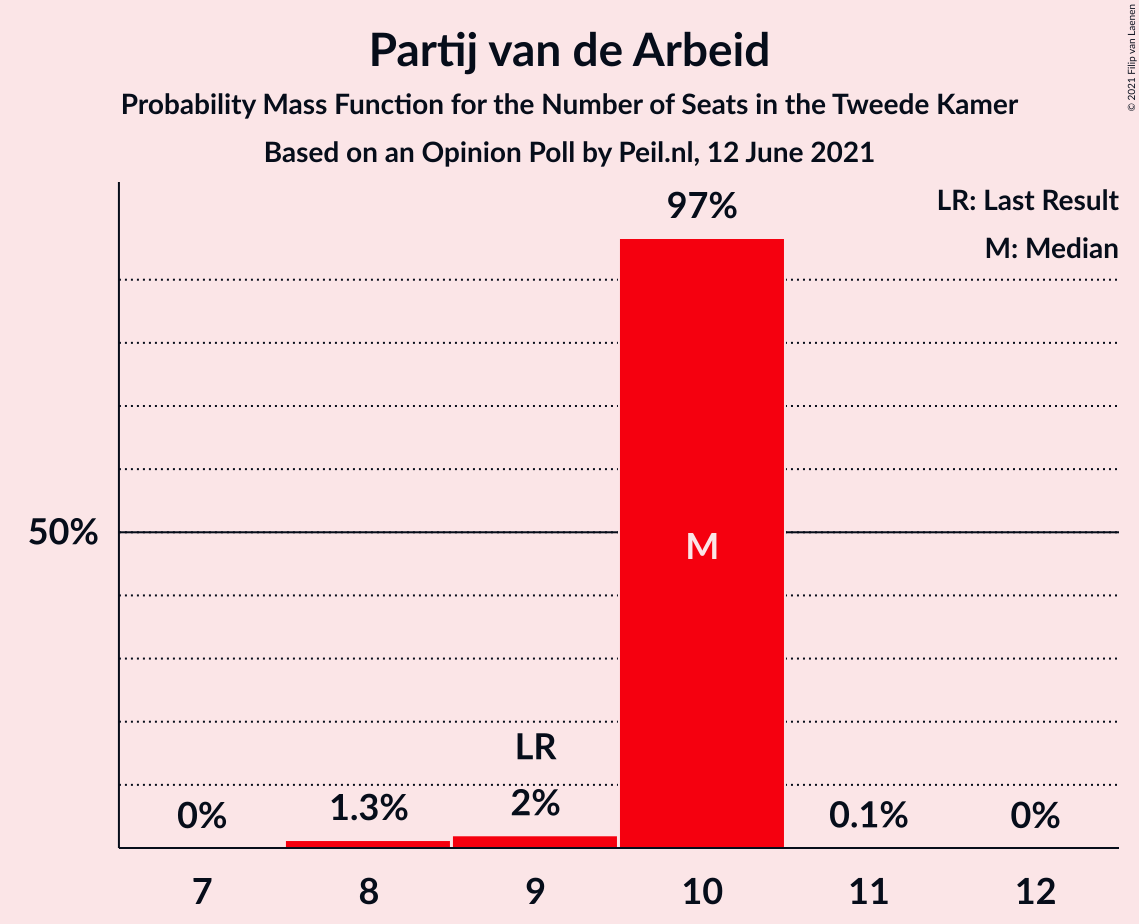 Partij van de Arbeid
Probability Mass Function for the Number of Seats in the Tweede Kamer
Based on an Opinion Poll by Peil.nl, 12 June 2021
© 2021 Filip van Laenen
LR: Last Result
M: Median
97%
50%
M
LR
0%
1.3%
2%
0.1%
0%
7
8
9
10
11
12